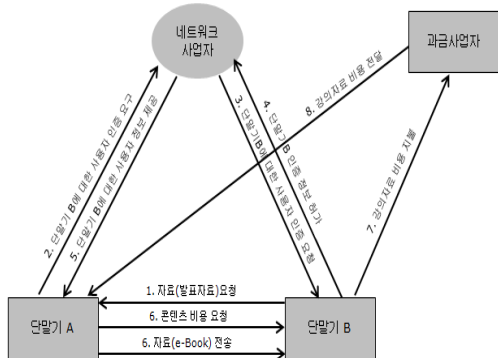 네트워크
사업자
과금사업자
8. 강의자료 비용 전달
2. 단말기 B에 대한 사용자 인증 요구
5. 단말기 B에 대한 사용자 정보 제공
3. 단말기B에 대한 사용자 인증 요청
4. 단말기B 인증 정보 허가
7. 강의자료 비용 지불
1. 자료(발표자료)요청
단말기 A
6. 콘텐츠 비용 요청
단말기 B
6. 자료(e-Book) 전송